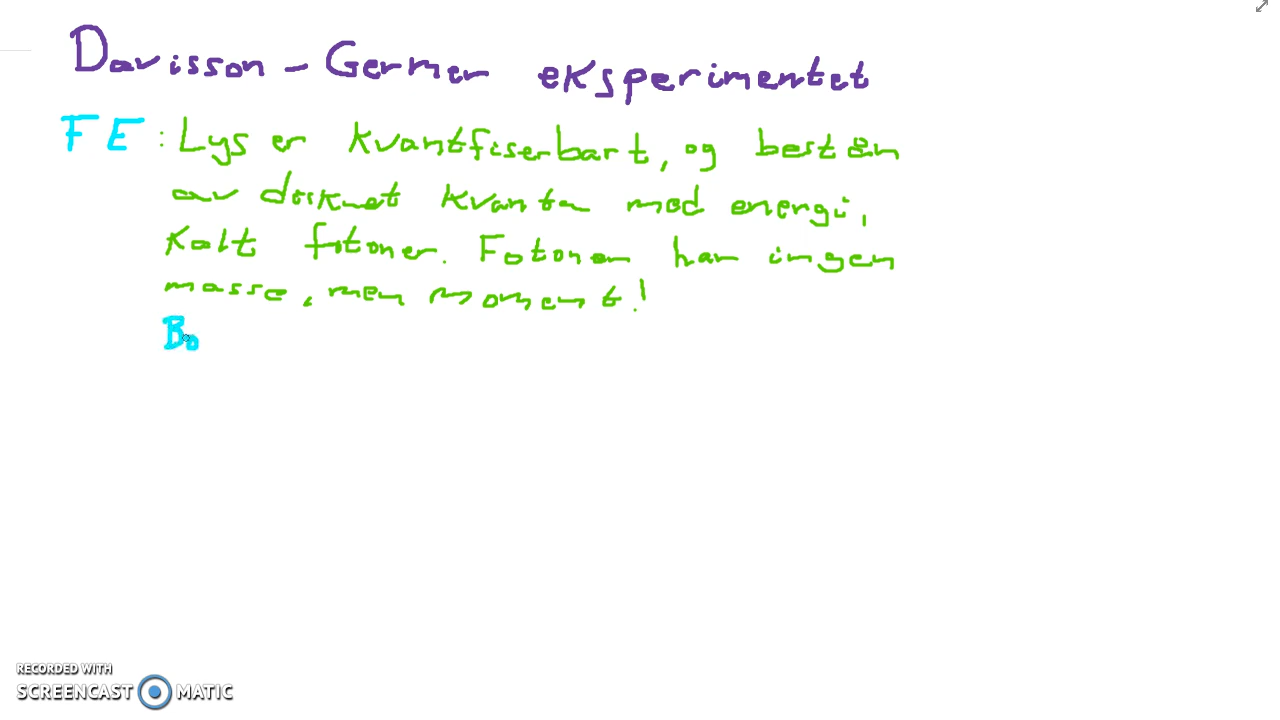 Davisson - Germer eksperimentet
FE: Lys er kvantfiserbart, og består
av diskret kvanta med energi,
kalt fotoner. Fotonen har ingen
masse, men moment!
Bo
RECORDED WITH
SCREENCAST MATIC